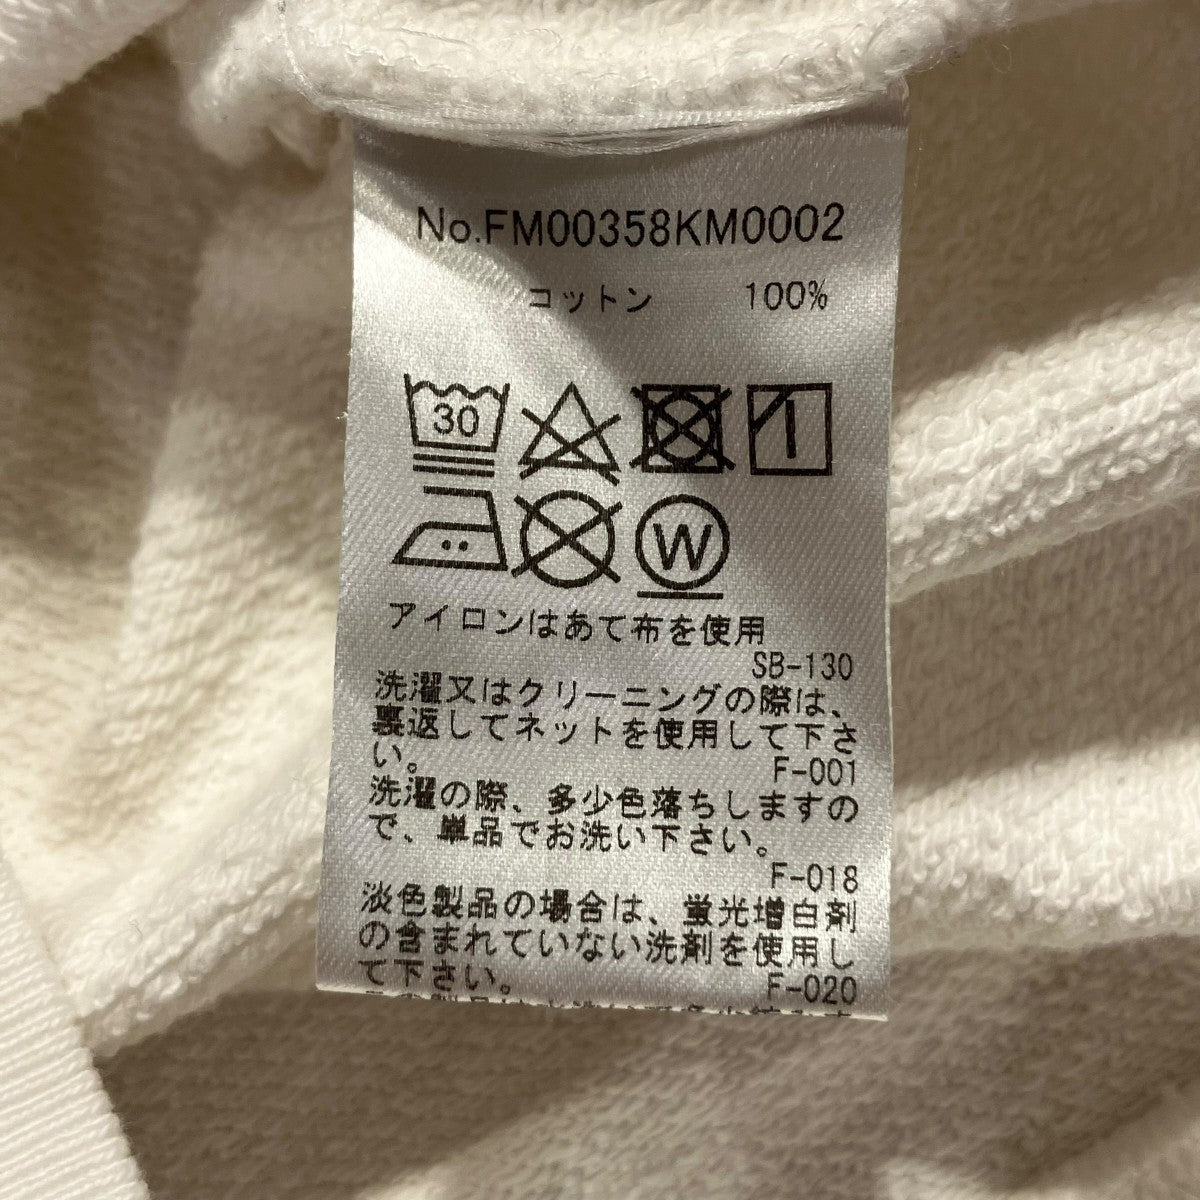 No.FM00358KM0002
コットン 100%
30
W
アイロンはあて布を使用
SB-130
洗濯又はクリーニングの際は、
裏返してネットを使用して下さ
い。
F-001
洗濯の際、多少色落ちしますの
で、単品でお洗い下さい。
F-018
淡色製品の場合は、蛍光増白剤
の含まれていない洗剤を使用し
て下さい。
F-020